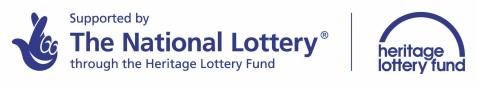 Supported by
The National Lottery®
through the Heritage Lottery Fund
heritage
lottery fund